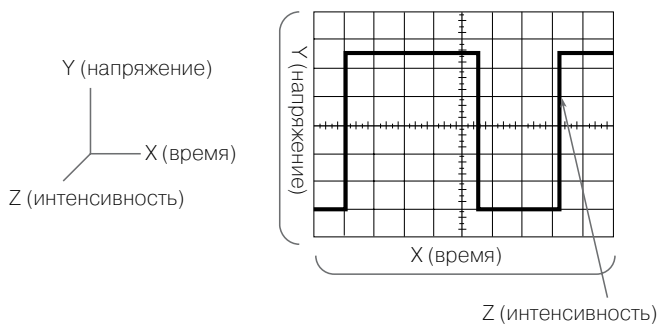 Y (напряжение)
X (время)
Z (интенсивность)
Y (напряжение)
X (время)
Z (интенсивность)